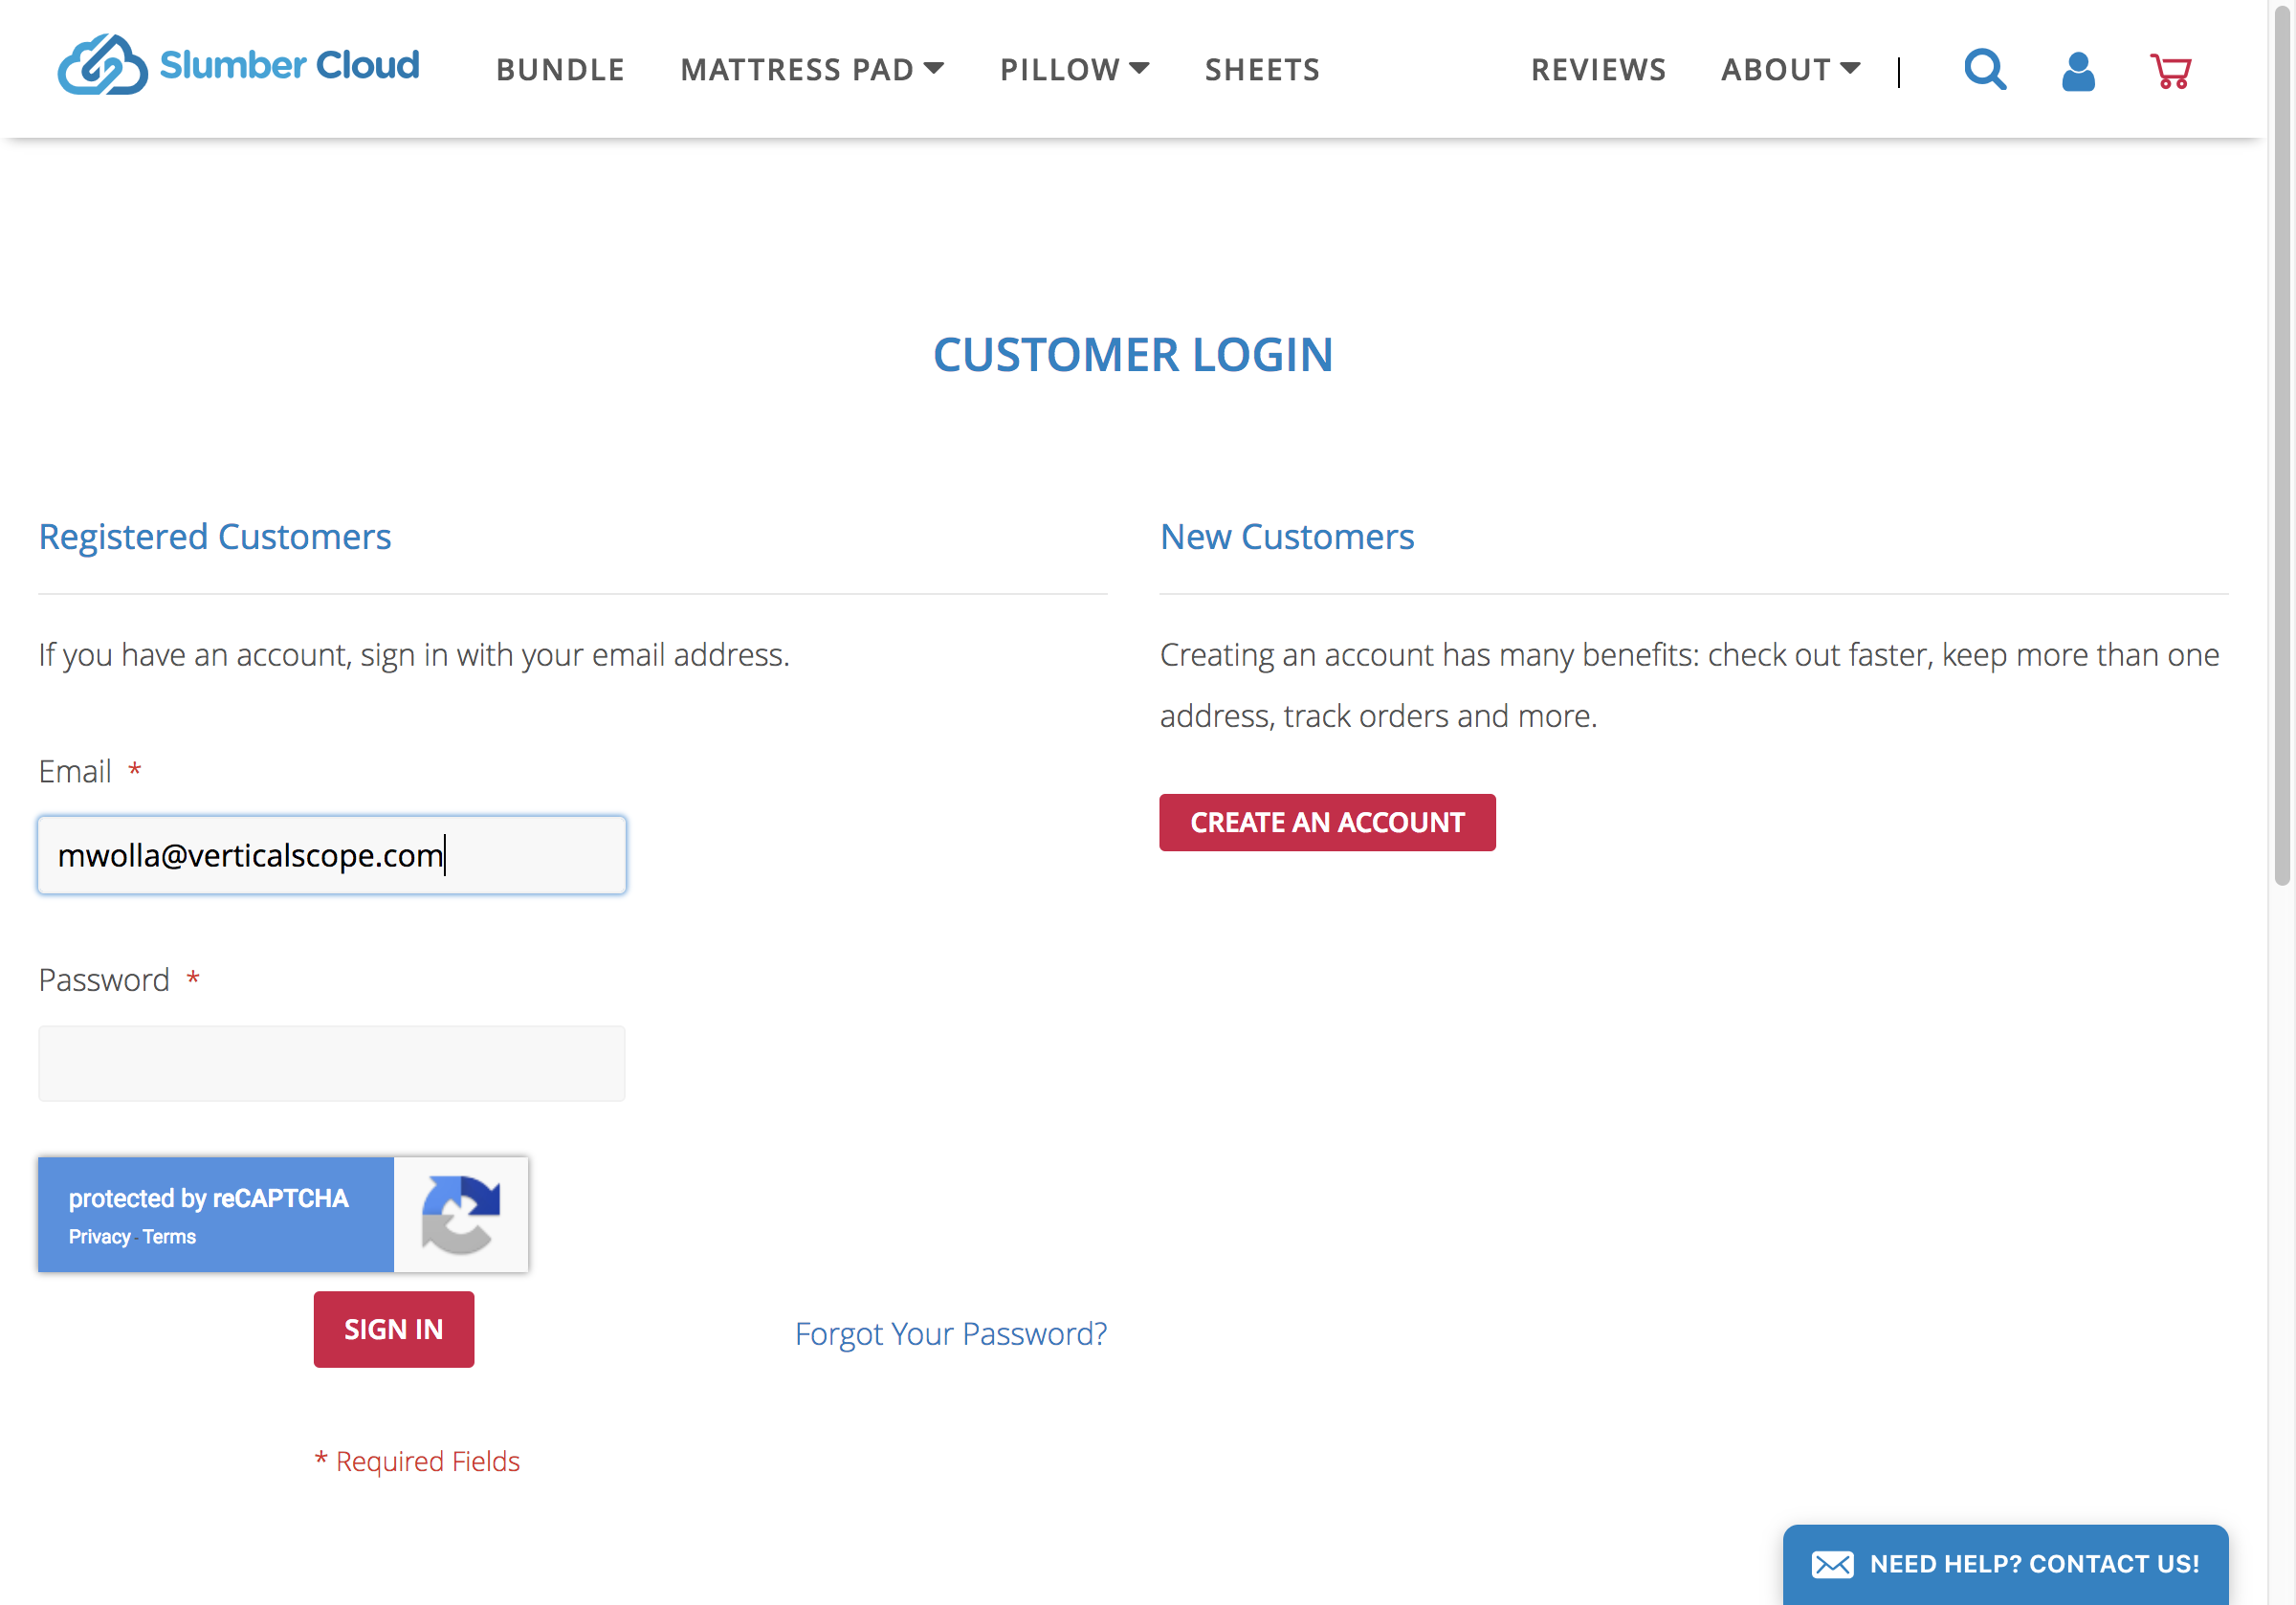 Slumber Cloud
BUNDLE
MATTRESS PAD
PILLOW
SHEETS
REVIEWS
ABOUT
CUSTOMER LOGIN
Registered Customers
If you have an account, sign in with your email address.
Email *
mwolla@verticalscope.com
Password *
protected by reCAPTCHA
Privacy - Terms
SIGN IN
Forgot Your Password?
* Required Fields
New Customers
Creating an account has many benefits: check out faster, keep more than one
address, track orders and more.
CREATE AN ACCOUNT
NEED HELP? CONTACT US!